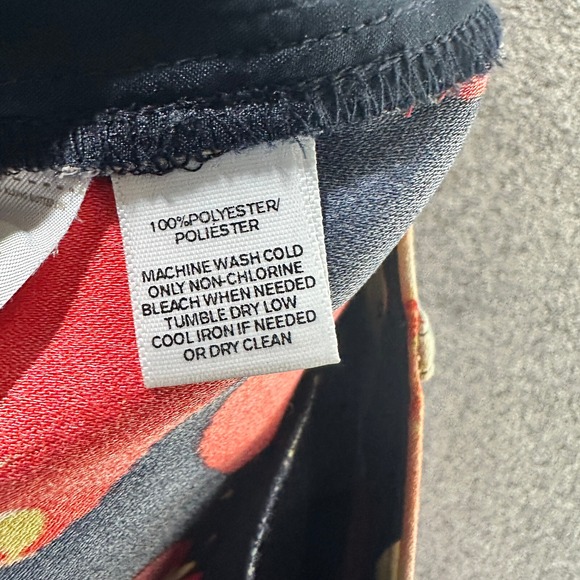 100%POLYESTER/
POLIÉSTER
MACHINE WASH COLD
ONLY NON-CHLORINE
BLEACH WHEN NEEDED
TUMBLE DRY LOW
COOL IRON IF NEEDED
OR DRY CLEAN